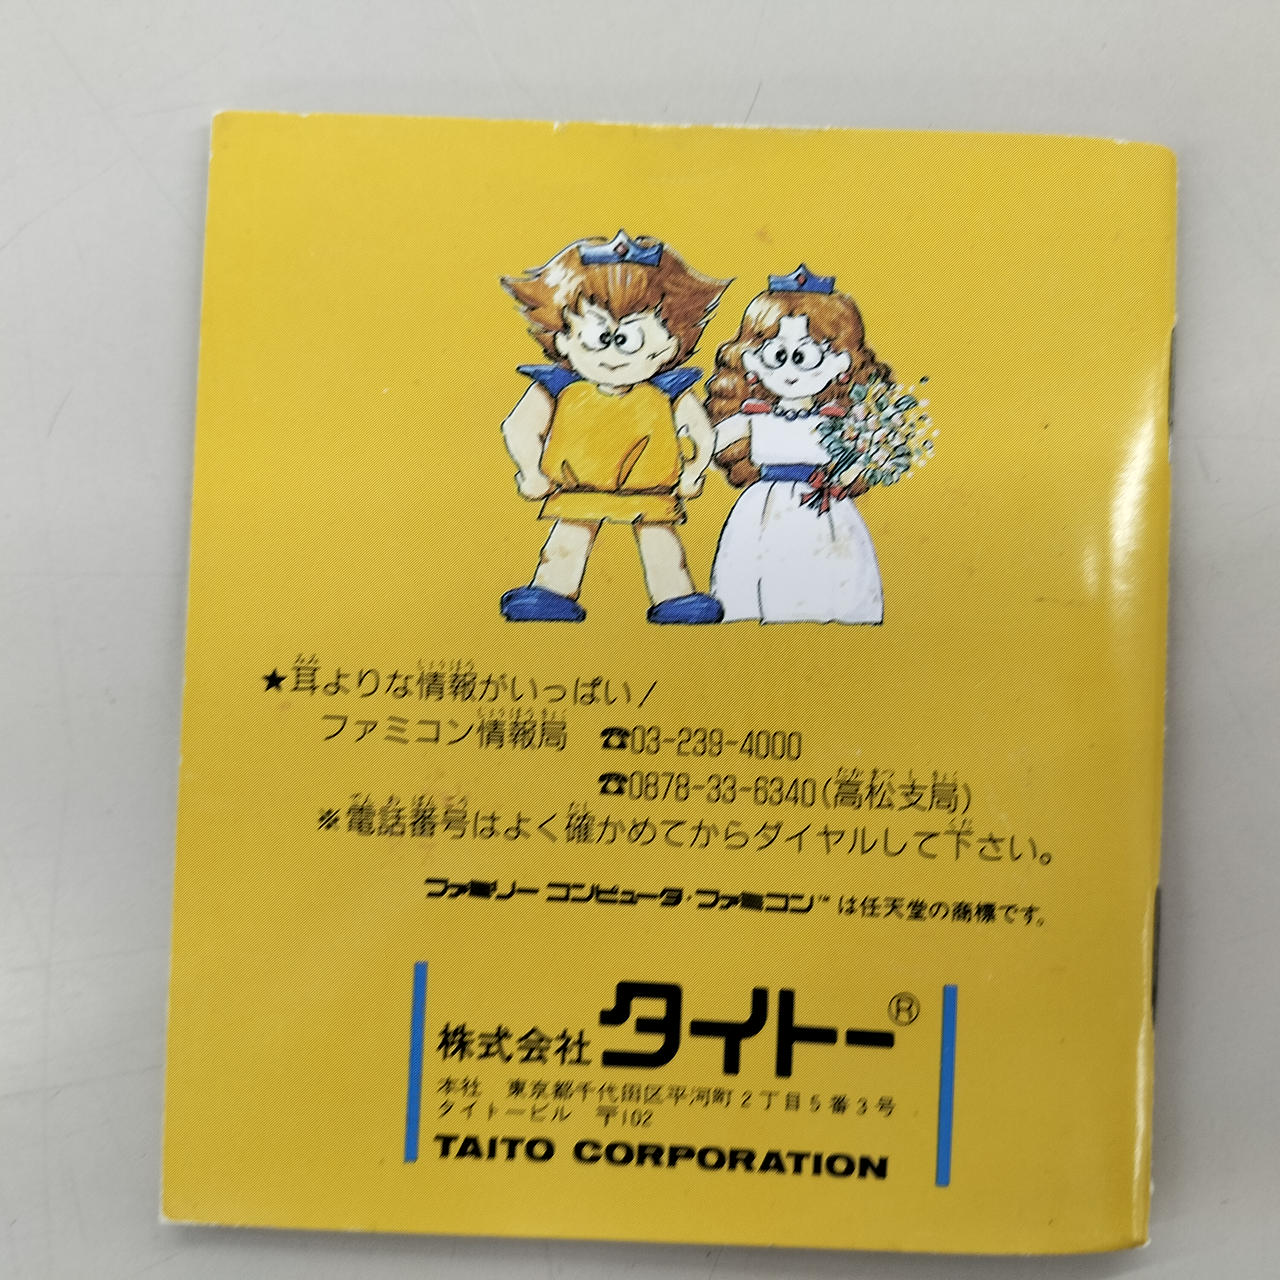 ★耳よりな情報がいっぱい!
ファミコン情報局 ☎03-239-4000
☎0878-33-6340(高松支局)
※電話番号はよく確かめてからダイヤルして下さい。
ファミリーコンピュータ・ファミコン™は任天堂の商標です。
株式会社タイトー®
本社 東京都千代田区平河町2丁目5番3号
タイトービル 〒102
TAITO CORPORATION